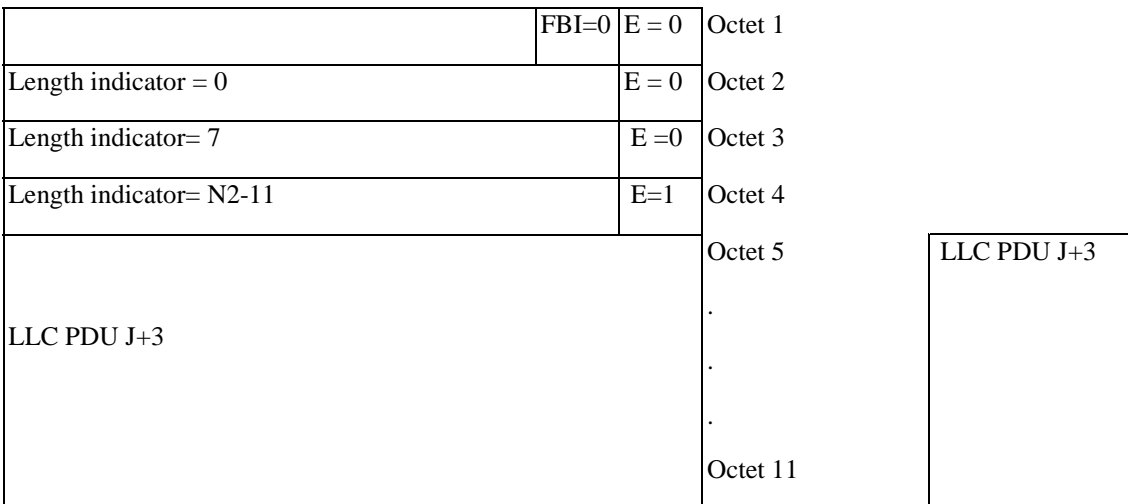 FBI=0 E = 0 Octet 1
Length indicator = 0 E = 0 Octet 2
Length indicator= 7 E =0 Octet 3
Length indicator= N2-11 E=1 Octet 4
Octet 5 LLC PDU J+3
.
LLC PDU J+3
.
.
Octet 11